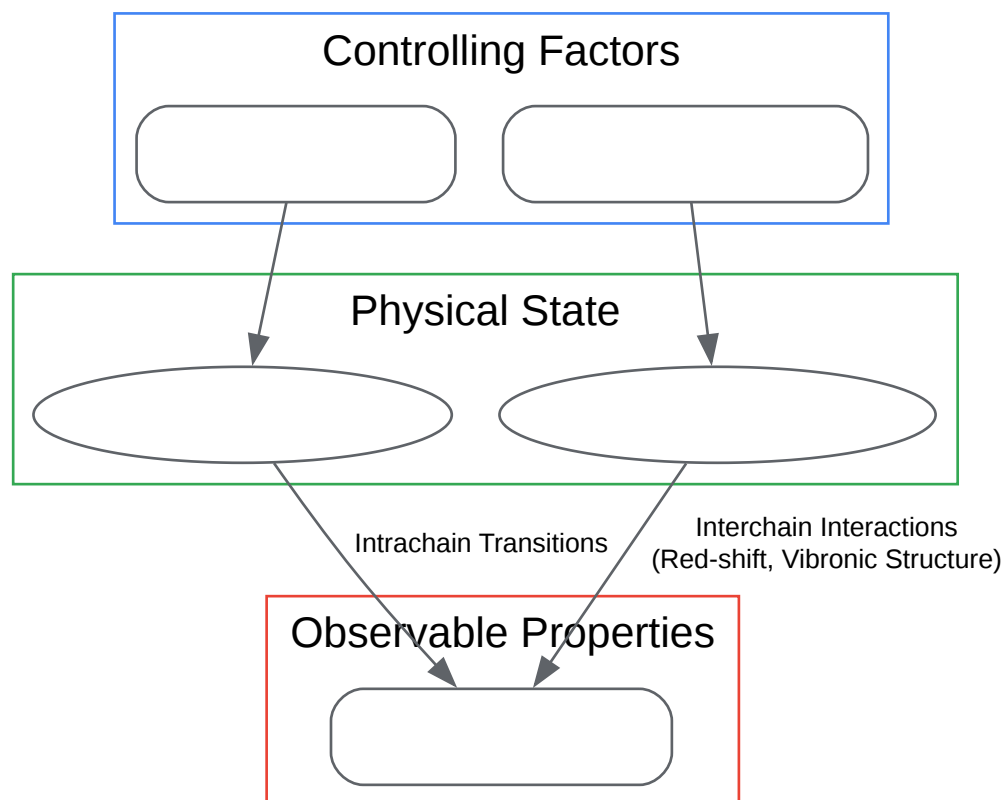 Controlling Factors
Physical State
Intrachain Transitions
Interchain Interactions
(Red-shift, Vibronic Structure)
Observable Properties